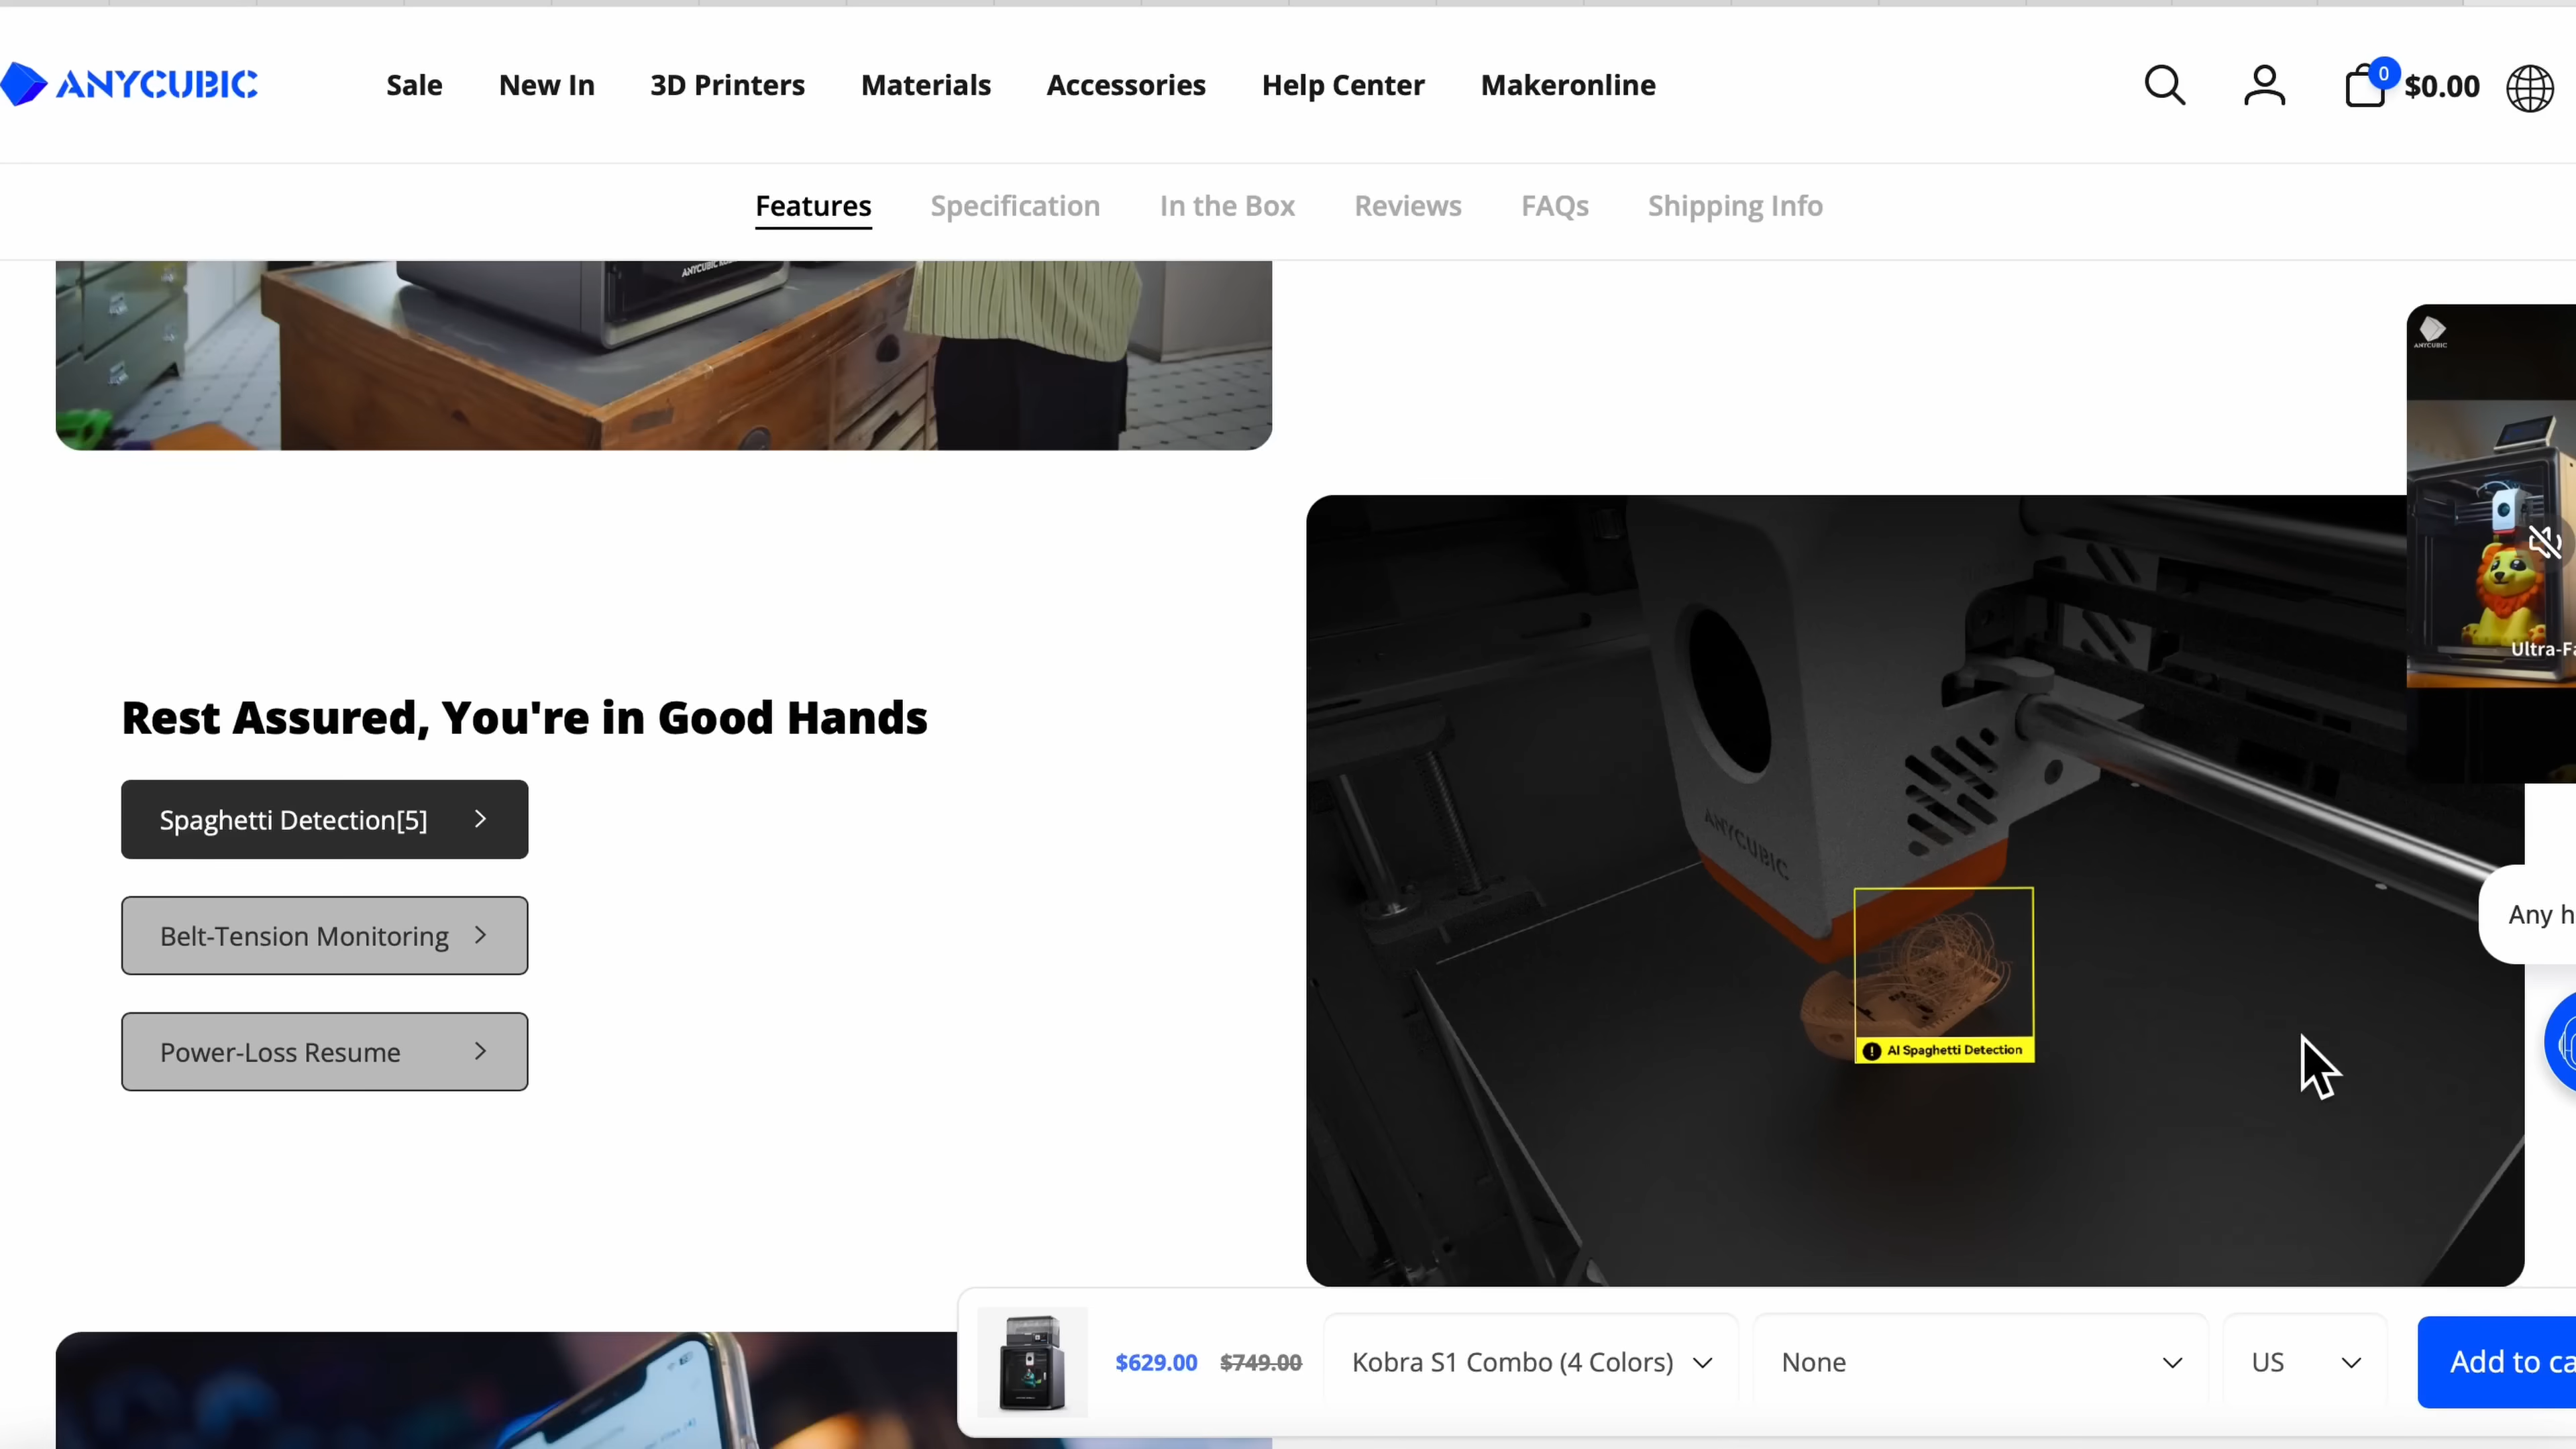 ANYCUBIC
Sale New In 3D Printers Materials Accessories Help Center Makeronline
0 $0.00
Features Specification In the Box Reviews FAQs Shipping Info
ANYCUBIC
ANYCUBIC
Ultra-Fa
Rest Assured, You're in Good Hands
Spaghetti Detection[5]
Belt-Tension Monitoring
Power-Loss Resume
ANYCUBIC
AI Spaghetti Detection
Any h
$629.00 $749.00 Kobra S1 Combo (4 Colors) None US Add to ca